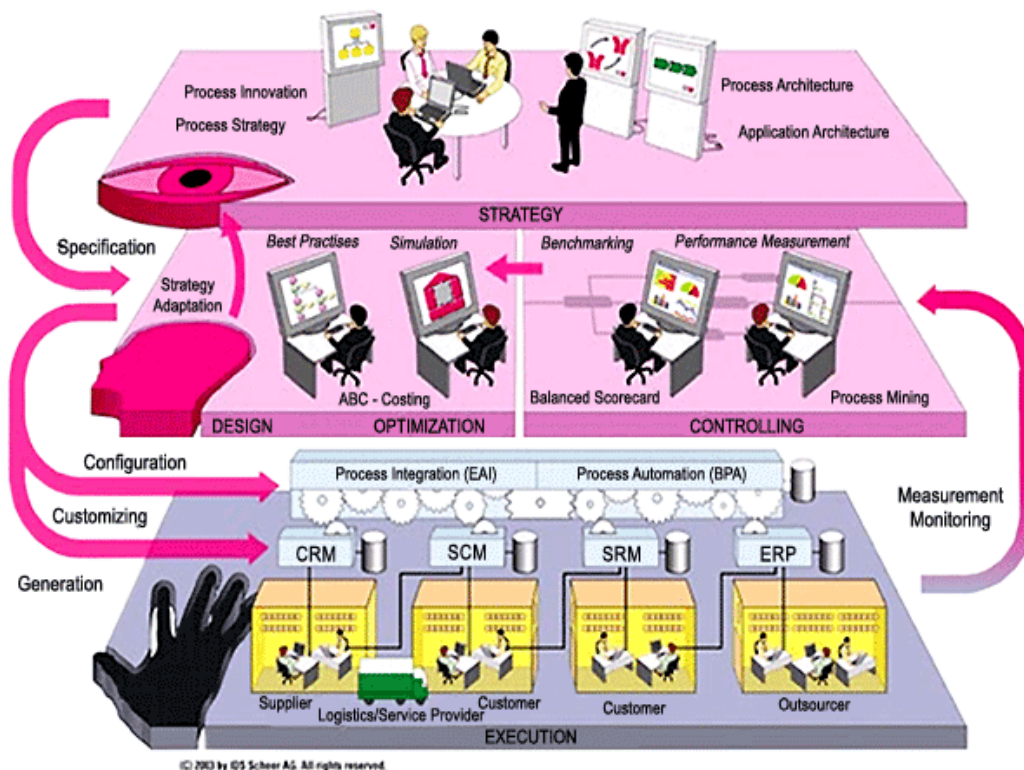 Process Innovation
Process Strategy
Process Architecture
Application Architecture
STRATEGY
Specification
Strategy
Adaptation
Best Practises
Simulation
Benchmarking
Performance Measurement
ABC - Costing
Balanced Scorecard
Process Mining
DESIGN
OPTIMIZATION
CONTROLLING
Configuration
Customizing
Generation
Process Integration (EAI)
Process Automation (BPA)
Measurement
Monitoring
CRM
SCM
SRM
ERP
Supplier
Logistics/Service Provider
Customer
Customer
Outsourcer
EXECUTION
(C) 2003 by IDS Scheer AG. All rights reserved.